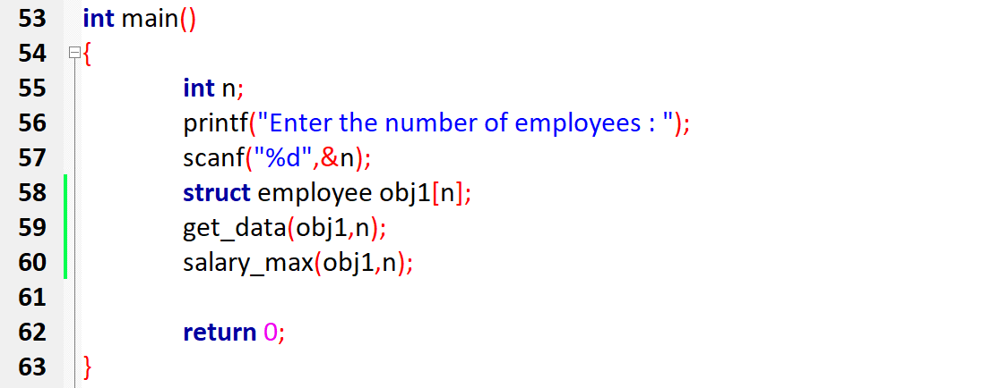 53 int main()
54 {
55 int n;
56 printf("Enter the number of employees : ");
57 scanf("%d",&n);
58 struct employee obj1[n];
59 get_data(obj1,n);
60 salary_max(obj1,n);
61
62 return 0;
63 }